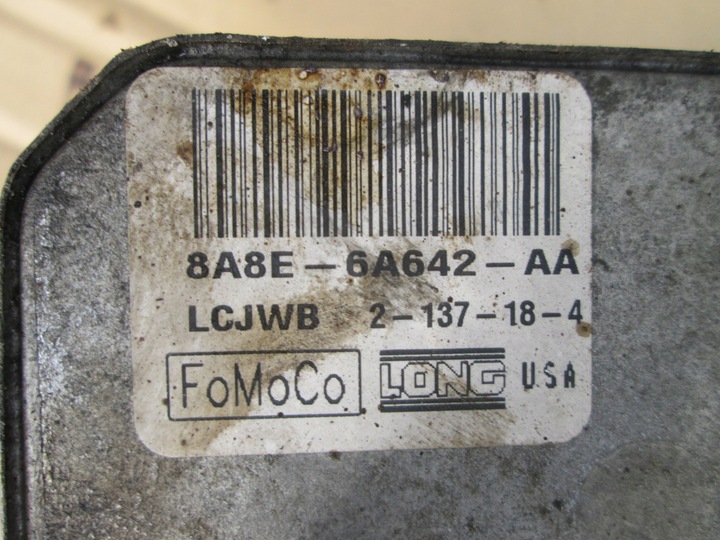 8A8E-6A642-AA
LCJWB 2-137-18-4
FoMoCo LONG USA